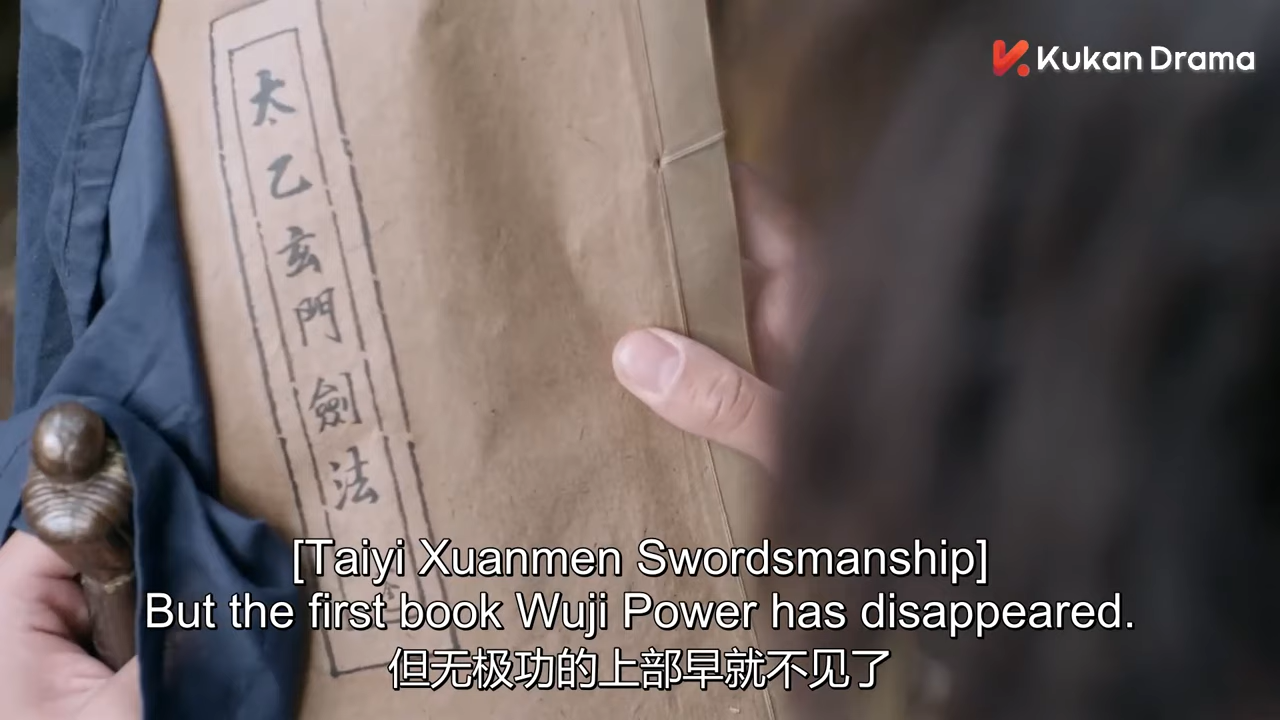 Kukan Drama
太乙玄門劍法
[Taiyi Xuanmen Swordsmanship]
But the first book Wuji Power has disappeared.
但无极功的上部早就不见了